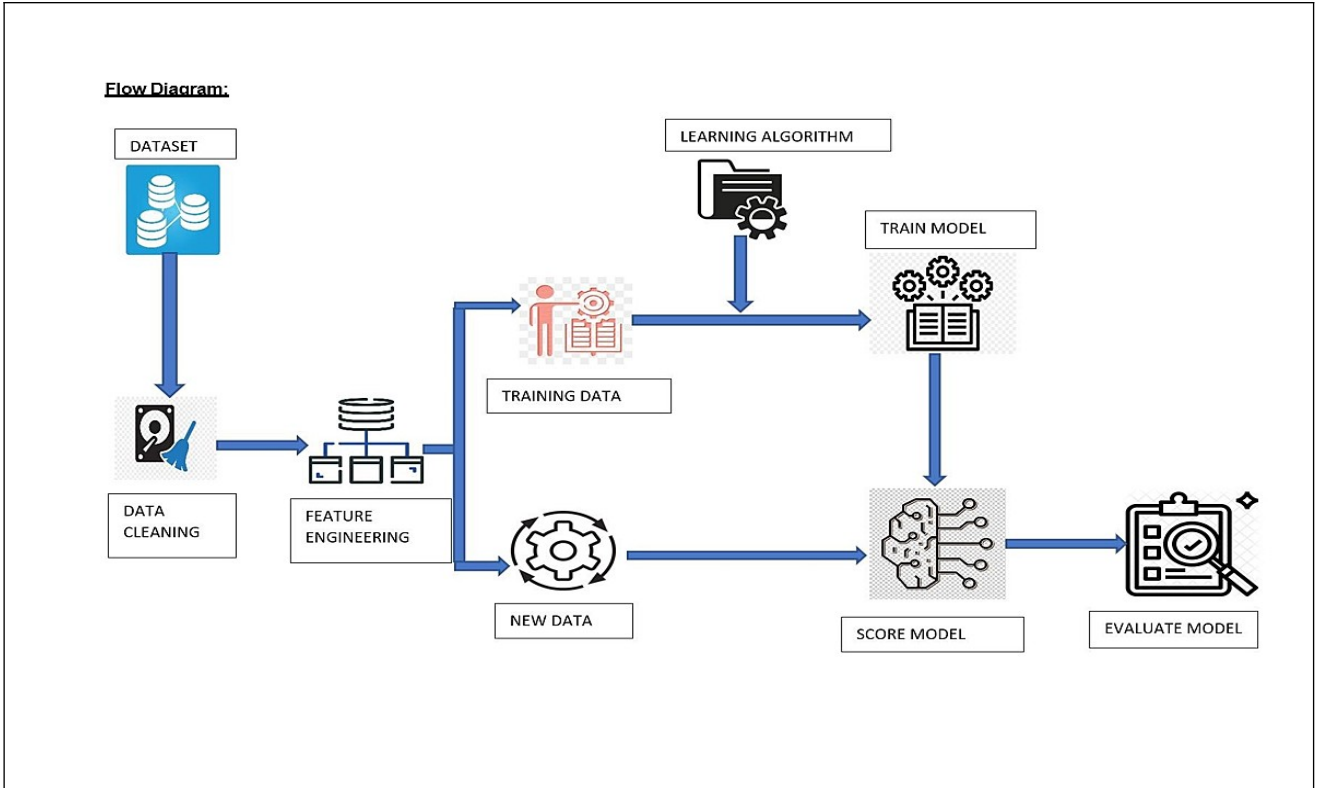 Flow Diagram:
DATASET
LEARNING ALGORITHM
TRAIN MODEL
TRAINING DATA
DATA
CLEANING
FEATURE
ENGINEERING
NEW DATA
SCORE MODEL
EVALUATE MODEL